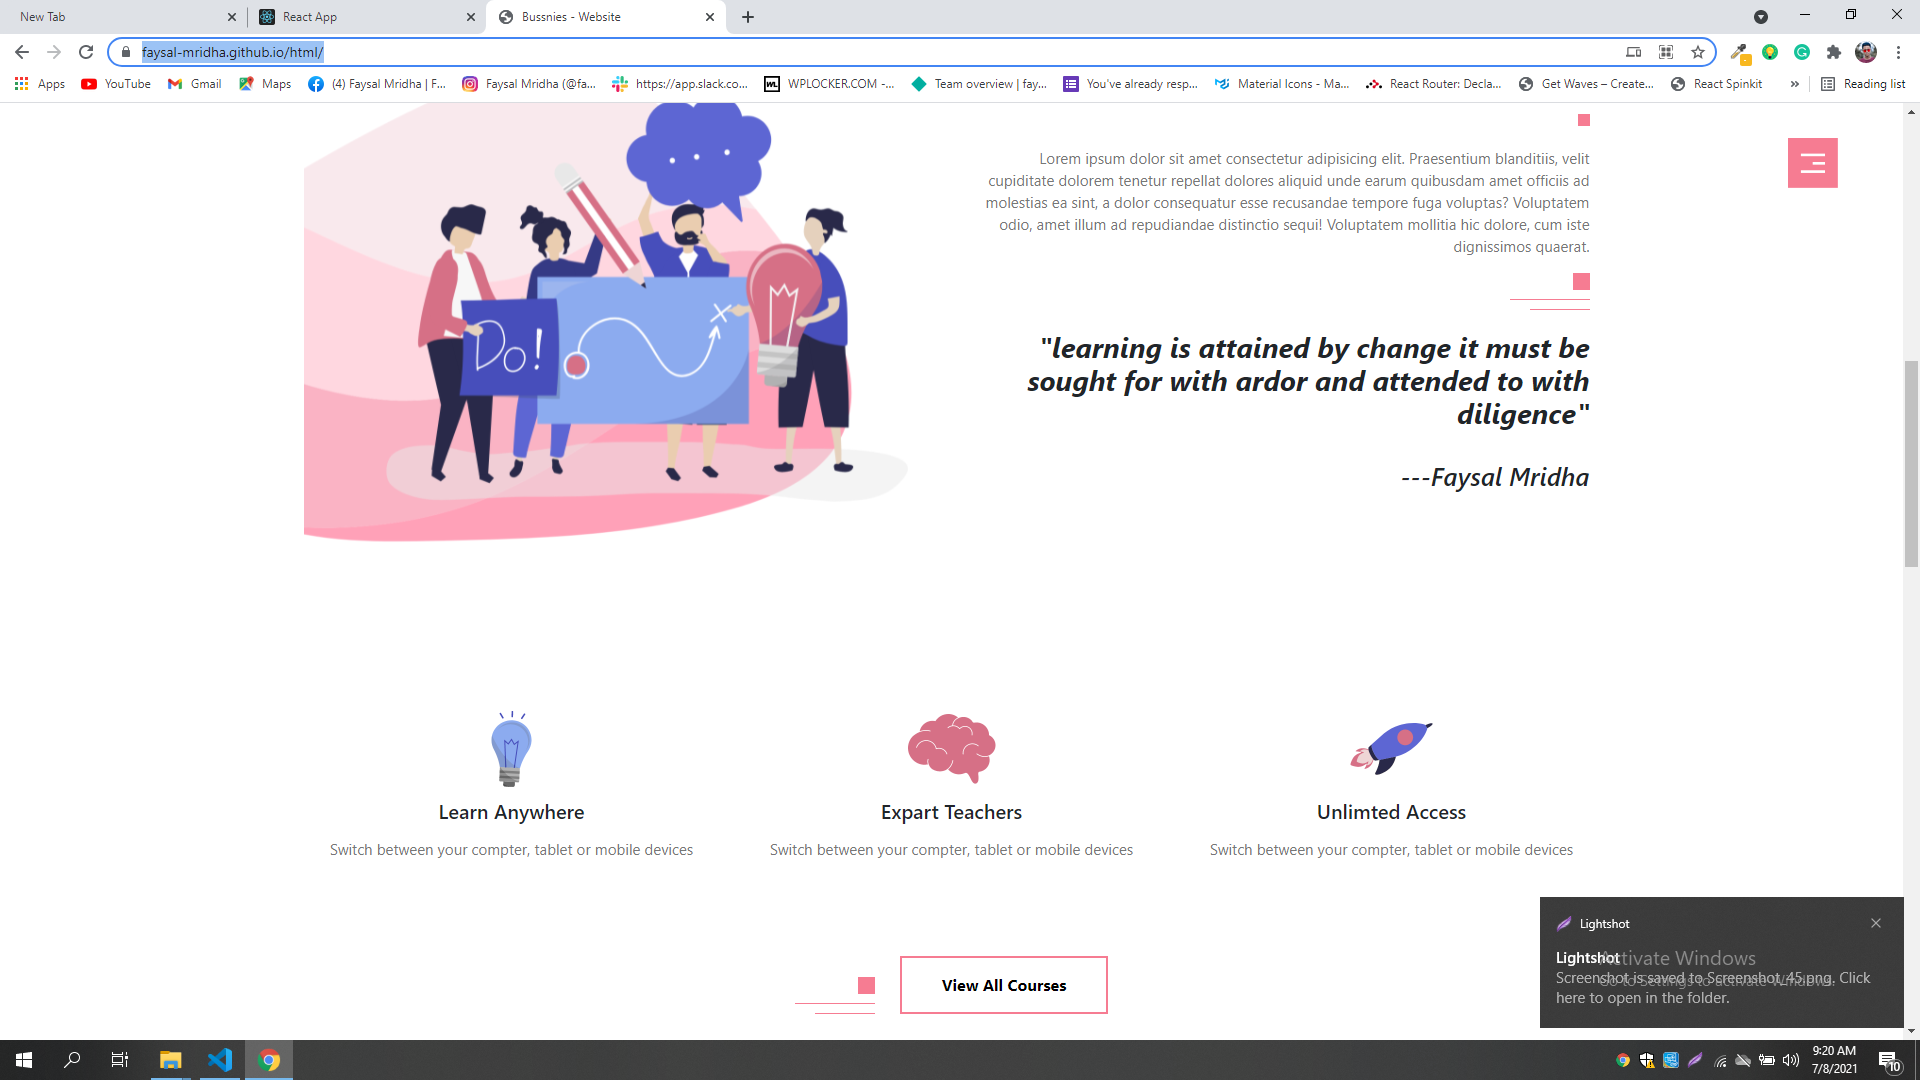 New Tab
React App
Bussnies - Website
faysal-mridha.github.io/html/
Apps
YouTube
Gmail
Maps
(4) Faysal Mridha | F...
Faysal Mridha (@fa...
https://app.slack.co...
WPLOCKER.COM -...
Team overview | fay...
You've already resp...
Material Icons - Ma...
React Router: Decla...
Get Waves – Create...
React Spinkit
»
Reading list
Lorem ipsum dolor sit amet consectetur adipisicing elit. Praesentium blanditiis, velit
cupiditate dolorem tenetur repellat dolores aliquid unde earum quibusdam amet officiis ad
molestias ea sint, a dolor consequatur esse recusandae tempore fuga voluptas? Voluptatem
odio, amet illum ad repudiandae distinctio sequi! Voluptatem mollitia hic dolore, cum iste
dignissimos quaerat.
Do!
"learning is attained by change it must be
sought for with ardor and attended to with
diligence"
---Faysal Mridha
Learn Anywhere
Switch between your compter, tablet or mobile devices
Expart Teachers
Switch between your compter, tablet or mobile devices
Unlimted Access
Switch between your compter, tablet or mobile devices
View All Courses
Lightshot
Lightshot
Activate Windows
Screenshot is saved to Screenshot_45.png. Click
Go to Settings to activate Windows.
here to open in the folder.
9:20 AM
7/8/2021
10